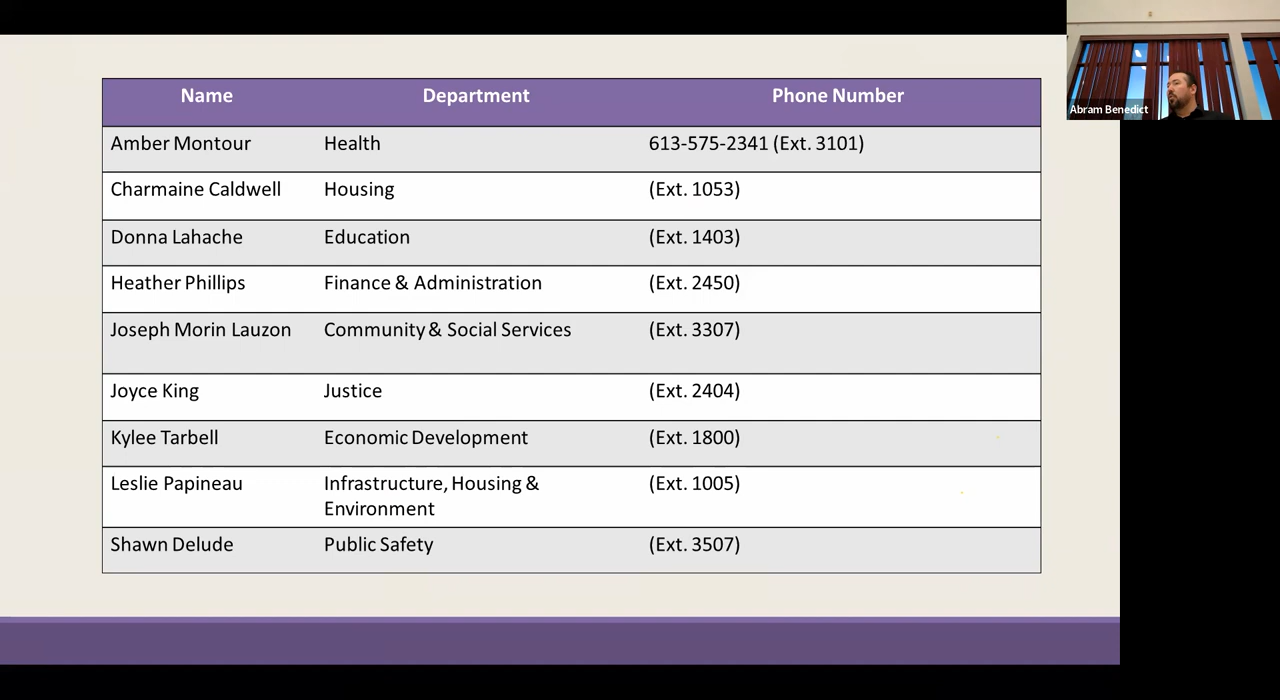 Name Department Phone Number
Amber Montour Health 613-575-2341 (Ext. 3101)
Charmaine Caldwell Housing (Ext. 1053)
Donna Lahache Education (Ext. 1403)
Heather Phillips Finance & Administration (Ext. 2450)
Joseph Morin Lauzon Community & Social Services (Ext. 3307)
Joyce King Justice (Ext. 2404)
Kylee Tarbell Economic Development (Ext. 1800)
Leslie Papineau Infrastructure, Housing & (Ext. 1005)
Environment
Shawn Delude Public Safety (Ext. 3507)
Abram Benedict